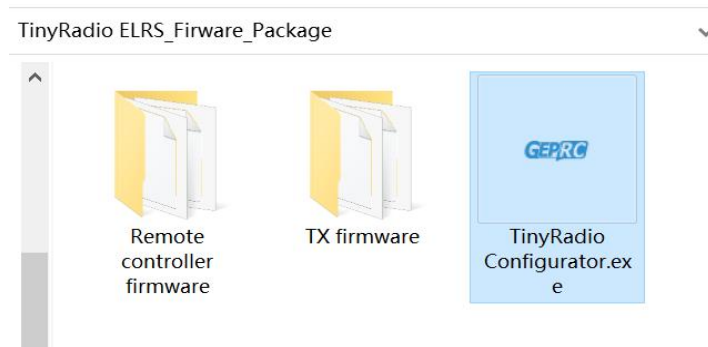 TinyRadio ELRS_Firware_Package
GEPRC
Remote
controller
firmware
TX firmware
TinyRadio
Configurator.ex
e